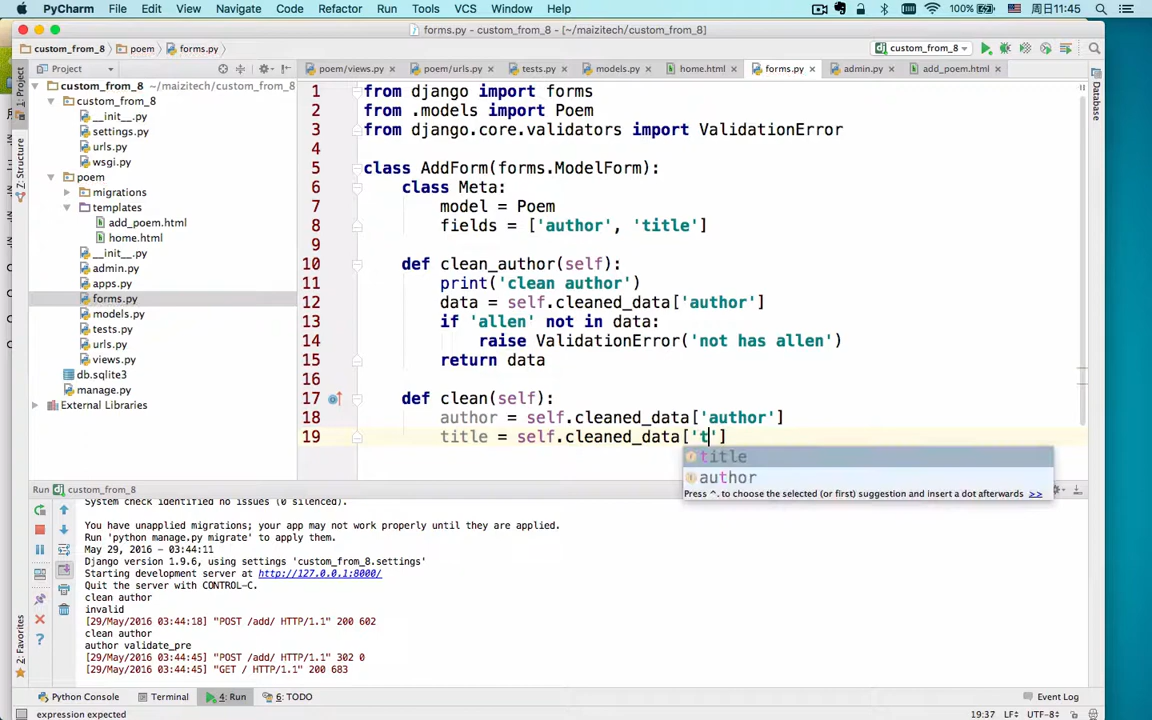 PyCharm File Edit View Navigate Code Refactor Run Tools VCS Window Help 100% 周日11:45
forms.py - custom_from_8 - [~/maizitech/custom_from_8]
custom_from_8 poem forms.py custom_from_8
Project poem/views.py poem/urls.py tests.py models.py home.html forms.py admin.py add_poem.html
1: Project
Z: Structure
2: Favorites
Database
custom_from_8 ~/maizitech/custom_from_8
custom_from_8
__init__.py
settings.py
urls.py
wsgi.py
poem
migrations
templates
add_poem.html
home.html
__init__.py
admin.py
apps.py
forms.py
models.py
tests.py
urls.py
views.py
db.sqlite3
manage.py
External Libraries
1 from django import forms
2 from .models import Poem
3 from django.core.validators import ValidationError
4
5 class AddForm(forms.ModelForm):
6 class Meta:
7 model = Poem
8 fields = ['author', 'title']
9
10 def clean_author(self):
11 print('clean author')
12 data = self.cleaned_data['author']
13 if 'allen' not in data:
14 raise ValidationError('not has allen')
15 return data
16
17 def clean(self):
18 author = self.cleaned_data['author']
19 title = self.cleaned_data['t']
title
author
Press ^. to choose the selected (or first) suggestion and insert a dot afterwards >>
Run custom_from_8
System check identified no issues (0 silenced).
You have unapplied migrations; your app may not work properly until they are applied.
Run 'python manage.py migrate' to apply them.
May 29, 2016 - 03:44:11
Django version 1.9.6, using settings 'custom_from_8.settings'
Starting development server at http://127.0.0.1:8000/
Quit the server with CONTROL-C.
clean author
invalid
[29/May/2016 03:44:18] "POST /add/ HTTP/1.1" 200 602
clean author
author validate_pre
[29/May/2016 03:44:45] "POST /add/ HTTP/1.1" 302 0
[29/May/2016 03:44:45] "GET / HTTP/1.1" 200 683
Python Console Terminal 4: Run 6: TODO Event Log
expression expected 19:37 LF UTF-8